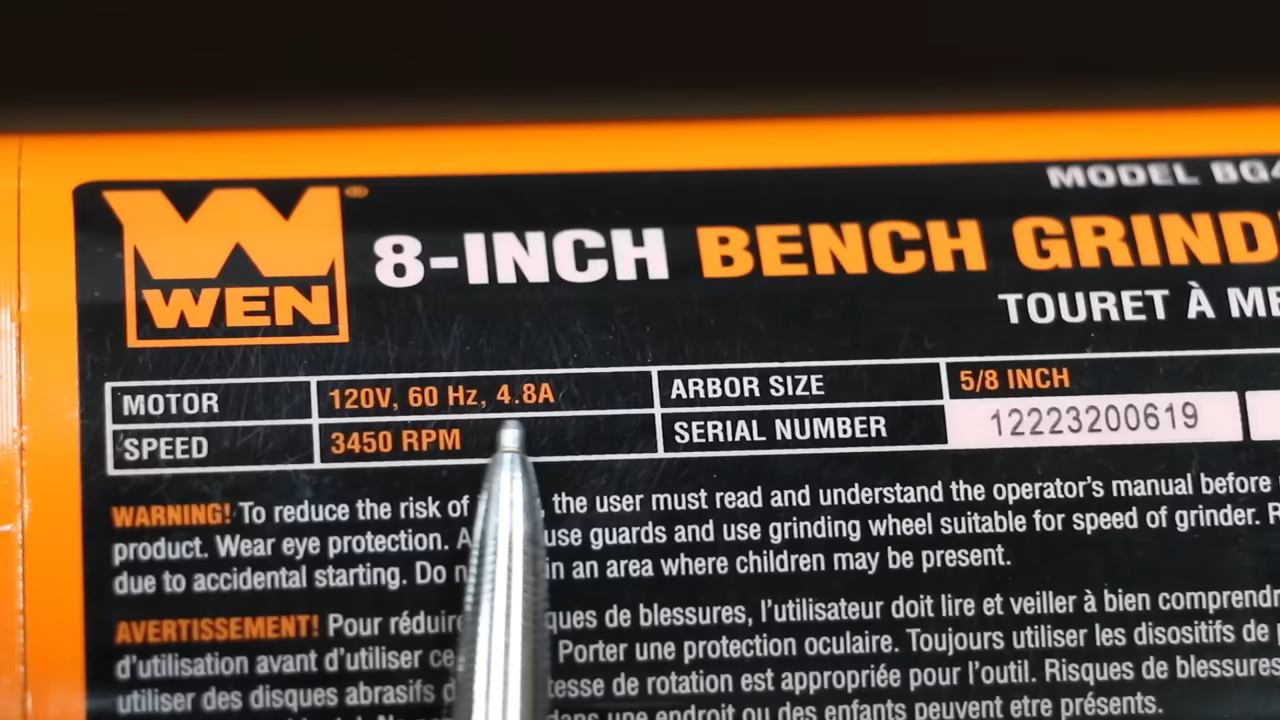 MODEL BG4
WEN®
8-INCH BENCH GRIND
TOURET À ME
MOTOR 120V, 60 Hz, 4.8A ARBOR SIZE 5/8 INCH
SPEED 3450 RPM SERIAL NUMBER 12223200619
WARNING! To reduce the risk of the user must read and understand the operator's manual before
product. Wear eye protection. use guards and use grinding wheel suitable for speed of grinder.
due to accidental starting. Do in an area where children may be present.
AVERTISSEMENT! Pour réduire de blessures, l'utilisateur doit lire et veiller à bien comprendr
d'utilisation avant d'utiliser ce Porter une protection oculaire. Toujours utiliser les disositifs de
utiliser des disques abrasifs de rotation est appropriée pour l'outil. Risques de blessures
dans une endroit ou des enfants peuvent etre présents.